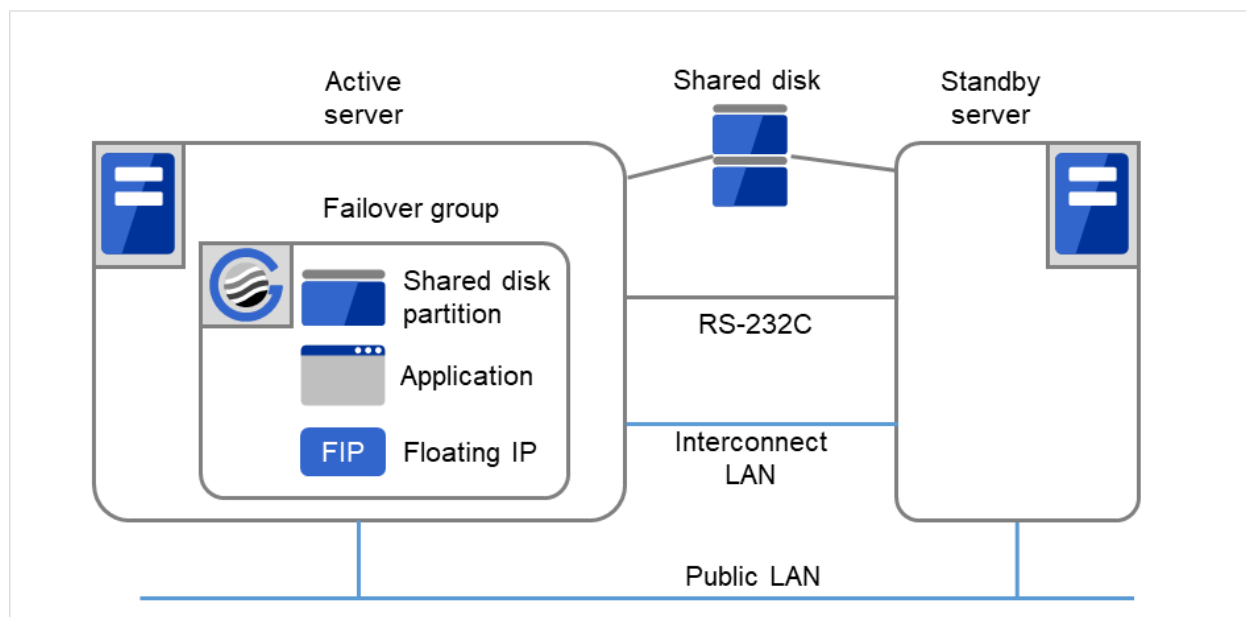 Active
server
Shared disk
Standby
server
Failover group
Shared disk
partition
Application
FIP
Floating IP
RS-232C
Interconnect
LAN
Public LAN